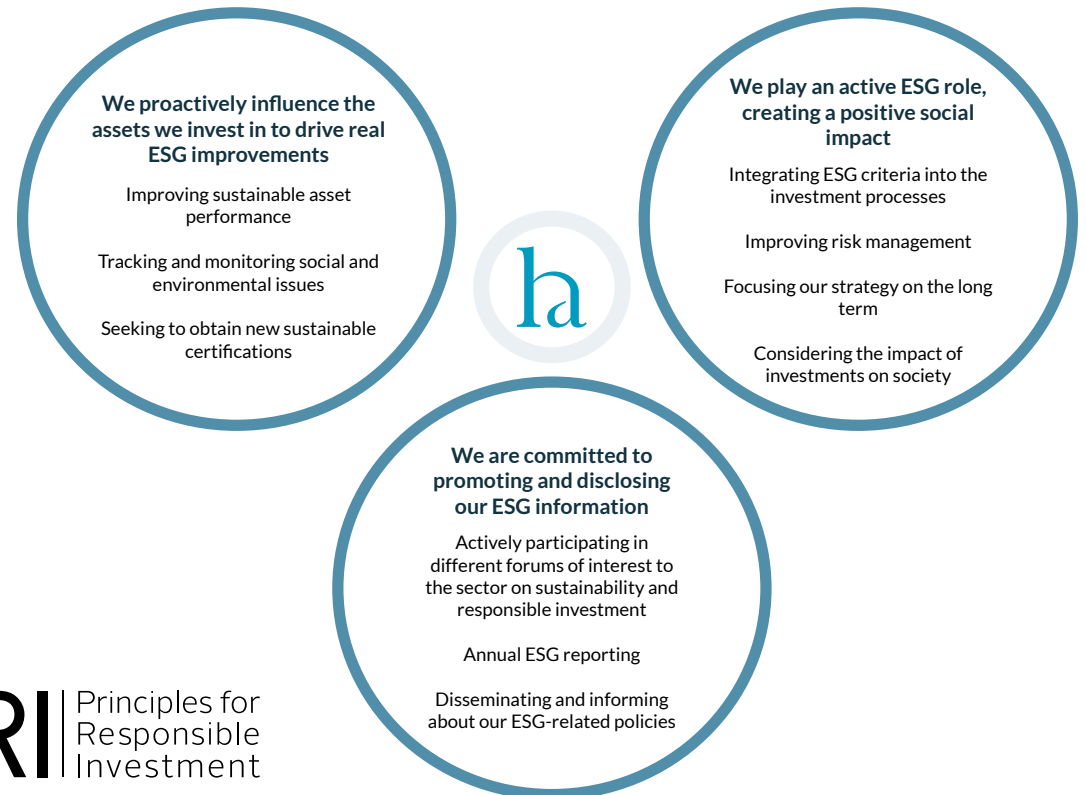 We proactively influence the
assets we invest in to drive real
ESG improvements
Improving sustainable asset
performance
Tracking and monitoring social and
environmental issues
Seeking to obtain new sustainable
certifications
We play an active ESG role,
creating a positive social
impact
Integrating ESG criteria into the
investment processes
Improving risk management
Focusing our strategy on the long
term
Considering the impact of
investments on society
ha
We are committed to
promoting and disclosing
our ESG information
Actively participating in
different forums of interest to
the sector on sustainability and
responsible investment
Annual ESG reporting
Disseminating and informing
about our ESG-related policies
RI
Principles for
Responsible
Investment